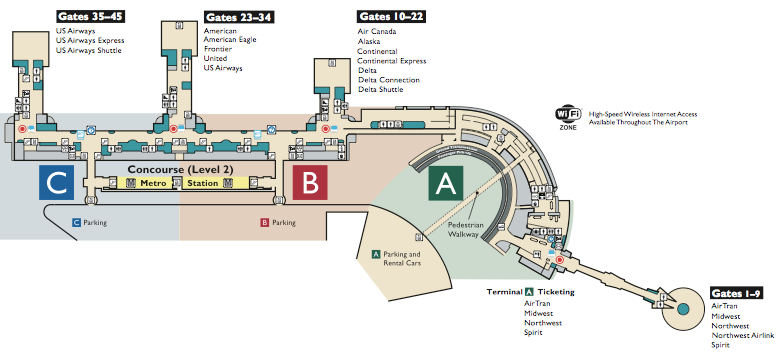 Gates 35–45
US Airways
US Airways Express
US Airways Shuttle
Gates 23–34
American
American Eagle
Frontier
United
US Airways
Gates 10–22
Air Canada
Alaska
Continental
Continental Express
Delta
Delta Connection
Delta Shuttle
Wi Fi
ZONE
High-Speed Wireless Internet Access
Available Throughout The Airport
Concourse (Level 2)
Metro Station
C
B
A
C Parking
B Parking
Pedestrian
Walkway
A Parking and
Rental Cars
Terminal A Ticketing
AirTran
Midwest
Northwest
Spirit
Gates 1–9
AirTran
Midwest
Northwest
Northwest Airlink
Spirit